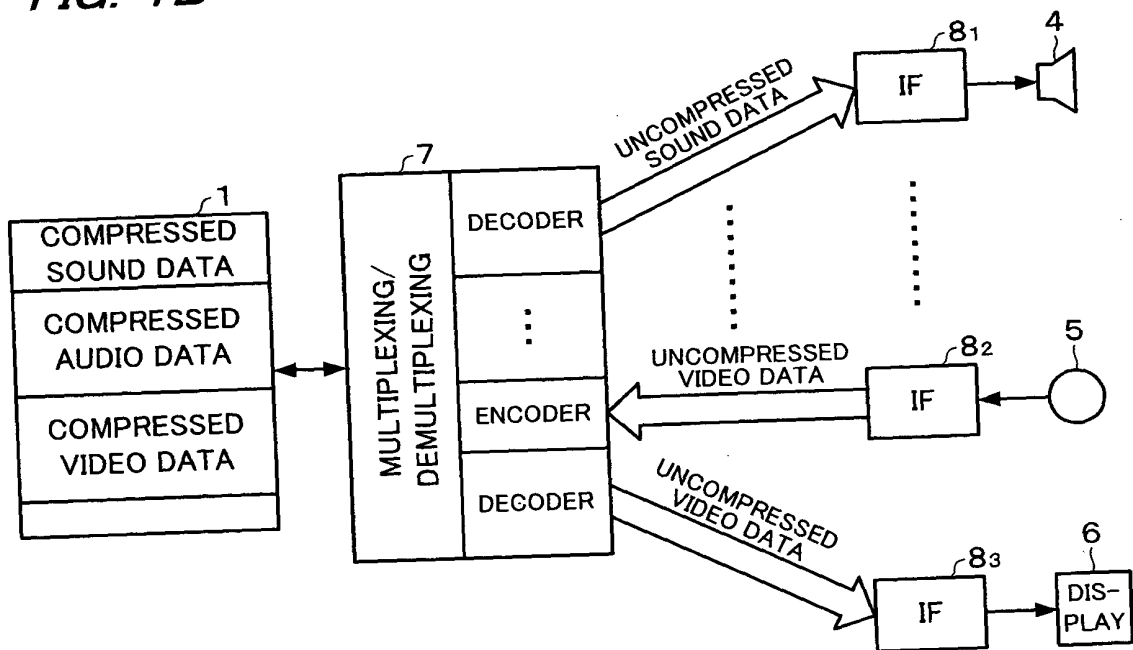 FIG.
1
COMPRESSED
SOUND DATA
COMPRESSED
AUDIO DATA
COMPRESSED
VIDEO DATA
7
MULTIPLEXING/
DEMULTIPLEXING
DECODER
ENCODER
DECODER
UNCOMPRESSED
SOUND DATA
81
IF
4
UNCOMPRESSED
VIDEO DATA
82
IF
5
UNCOMPRESSED
VIDEO DATA
83
IF
6
DIS-
PLAY